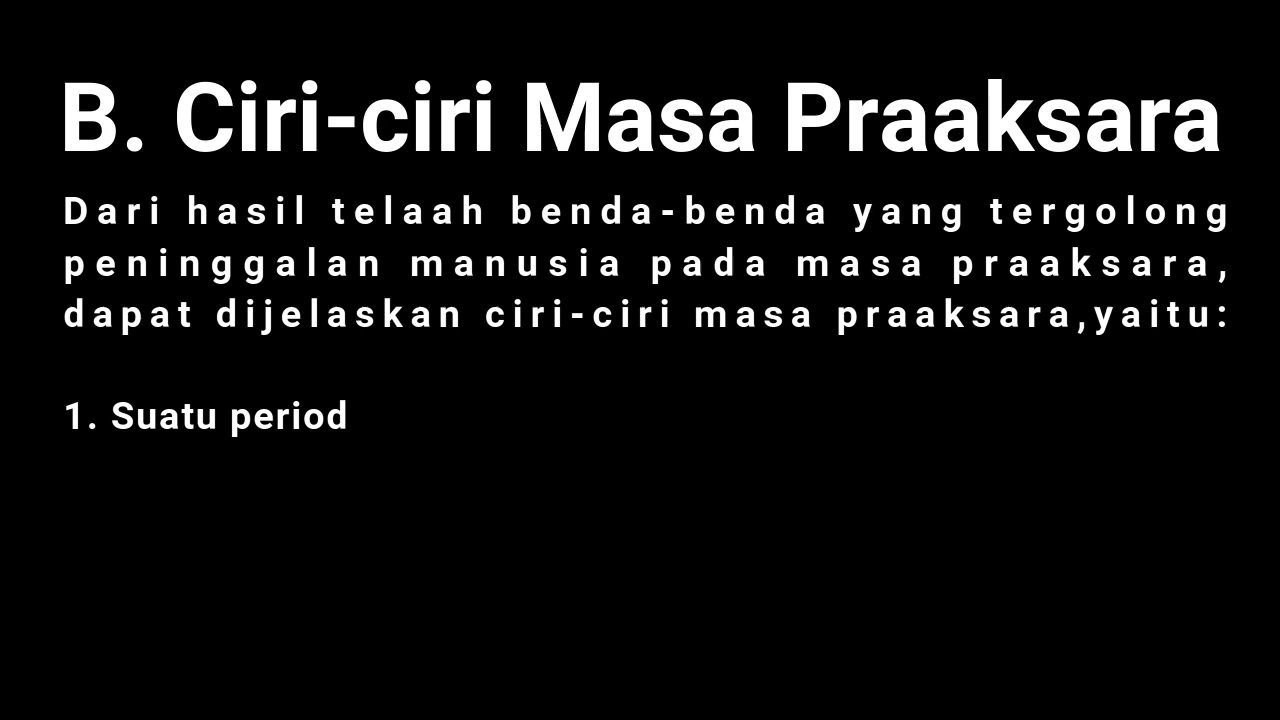 B. Ciri-ciri Masa Praaksara
Dari hasil telaah benda-benda yang tergolong
peninggalan manusia pada masa praaksara,
dapat dijelaskan ciri-ciri masa praaksara,yaitu:
1. Suatu period